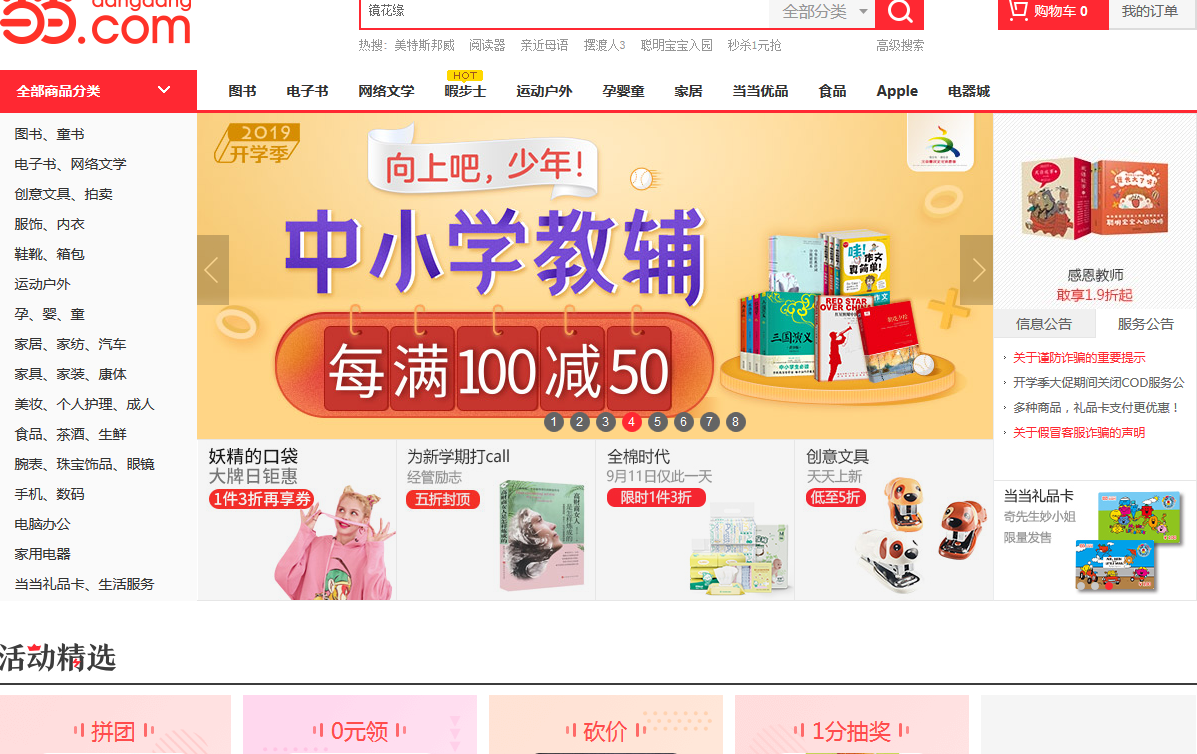 dangdang
.com
镜花缘
全部分类
购物车 0
我的订单
热搜: 美特斯邦威 阅读器 亲近母语 摆渡人3 聪明宝宝入园 秒杀1元抢
高级搜索
全部商品分类
图书
电子书
网络文学
HOT
暇步士
运动户外
孕婴童
家居
当当优品
食品
Apple
电器城
图书、童书
电子书、网络文学
创意文具、拍卖
服饰、内衣
鞋靴、箱包
运动户外
孕、婴、童
家居、家纺、汽车
家具、家装、康体
美妆、个人护理、成人
食品、茶酒、生鲜
腕表、珠宝饰品、眼镜
手机、数码
电脑办公
家用电器
当当礼品卡、生活服务
2019
开学季
向上吧，少年!
中小学教辅
每满100减50
哇!
作文
真简单!
三国演义
RED STAR
OVER CHINA
作文
1 2 3 4 5 6 7 8
感恩教师
敢享1.9折起
信息公告
服务公告
关于谨防诈骗的重要提示
开学季大促期间关闭COD服务公
多种商品，礼品卡支付更优惠！
关于假冒客服诈骗的声明
妖精的口袋
大牌日钜惠
1件3折再享券
为新学期打call
经管励志
五折封顶
高财商女人
是怎样炼成的
全棉时代
9月11日仅此一天
限时1件3折
创意文具
天天上新
低至5折
当当礼品卡
奇先生妙小姐
限量发售
活动精选
拼团
0元领
砍价
1分抽奖